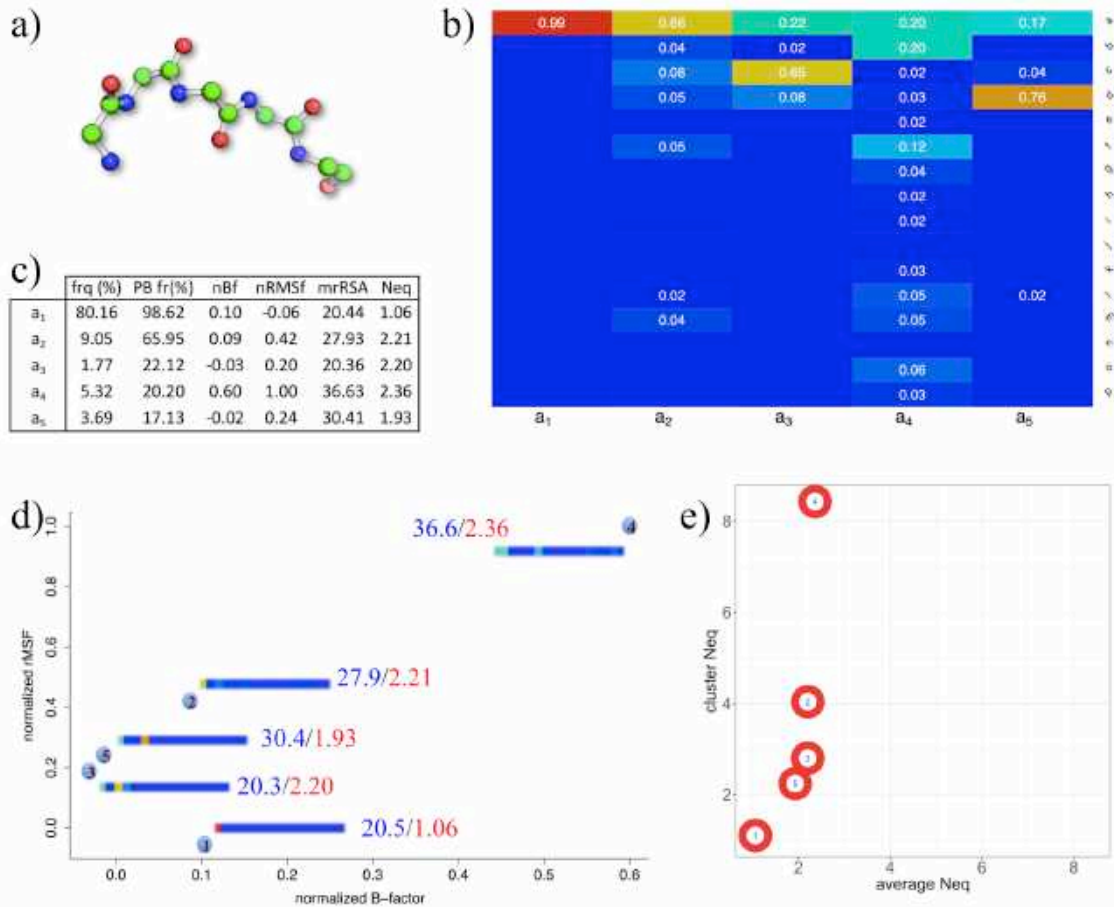 a)
b)
0.99 0.66 0.22 0.20 0.17
0.04 0.02 0.20
0.08 0.65 0.02 0.04
0.05 0.08 0.03 0.76
0.02
0.05 0.12
0.04
0.02
0.02
0.03
0.02 0.05 0.02
0.04 0.05
0.06
0.03
a₁ a₂ a₃ a₄ a₅
c)
frq (%) PB fr(%) nBf nRMSf mrRSA Neq
a₁ 80.16 98.62 0.10 -0.06 20.44 1.06
a₂ 9.05 65.95 0.09 0.42 27.93 2.21
a₃ 1.77 22.12 -0.03 0.20 20.36 2.20
a₄ 5.32 20.20 0.60 1.00 36.63 2.36
a₅ 3.69 17.13 -0.02 0.24 30.41 1.93
d)
normalized rMSF
1.0
0.8
0.6
0.4
0.2
0.0
36.6/2.36
4
27.9/2.21
2
30.4/1.93
5
3
20.3/2.20
20.5/1.06
1
0.0 0.1 0.2 0.3 0.4 0.5 0.6
normalized B-factor
e)
cluster Neq
8
6
4
2
2 4 6 8
average Neq